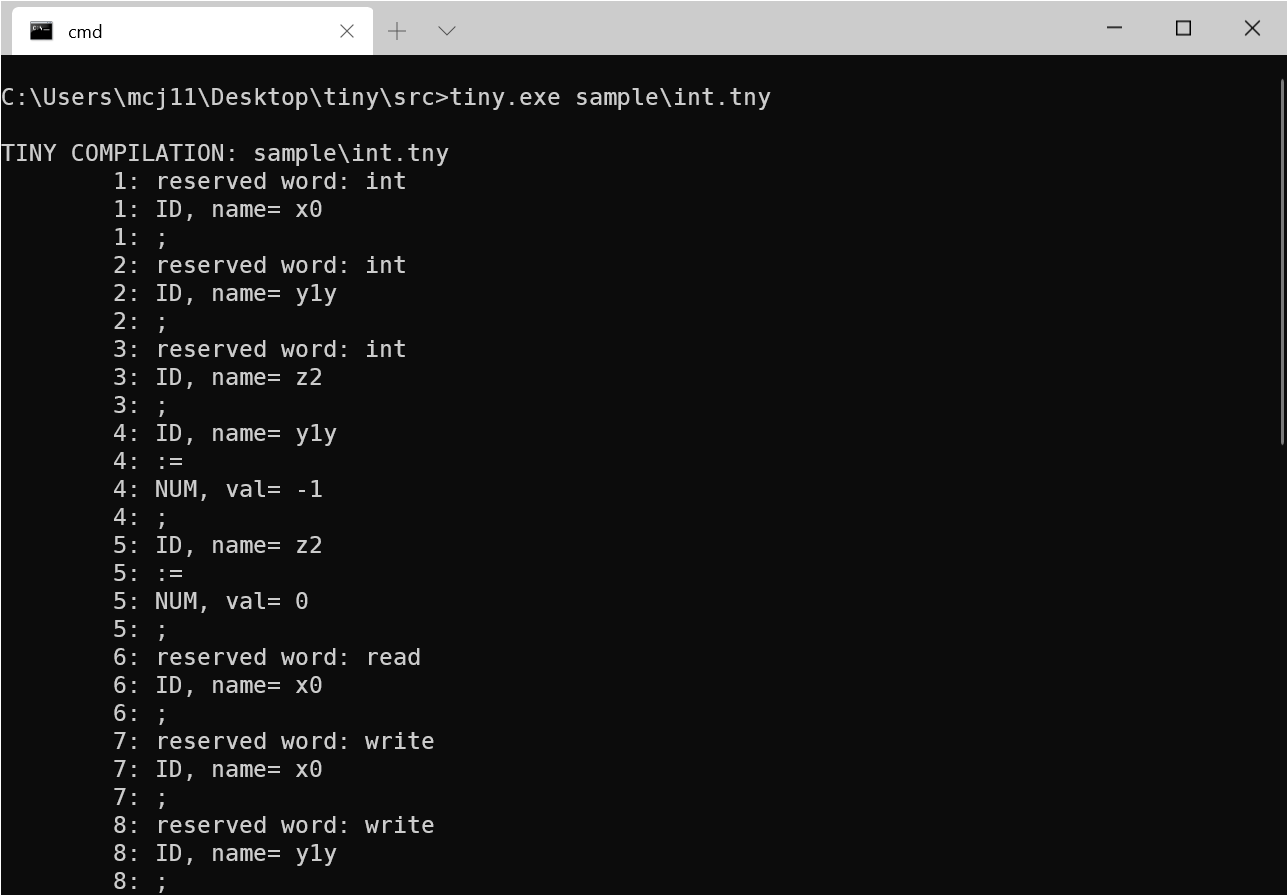 cmd
C:\Users\mcj11\Desktop\tiny\src>tiny.exe sample\int.tny
TINY COMPILATION: sample\int.tny
1: reserved word: int
1: ID, name= x0
1: ;
2: reserved word: int
2: ID, name= y1y
2: ;
3: reserved word: int
3: ID, name= z2
3: ;
4: ID, name= y1y
4: :=
4: NUM, val= -1
4: ;
5: ID, name= z2
5: :=
5: NUM, val= 0
5: ;
6: reserved word: read
6: ID, name= x0
6: ;
7: reserved word: write
7: ID, name= x0
7: ;
8: reserved word: write
8: ID, name= y1y
8: ;